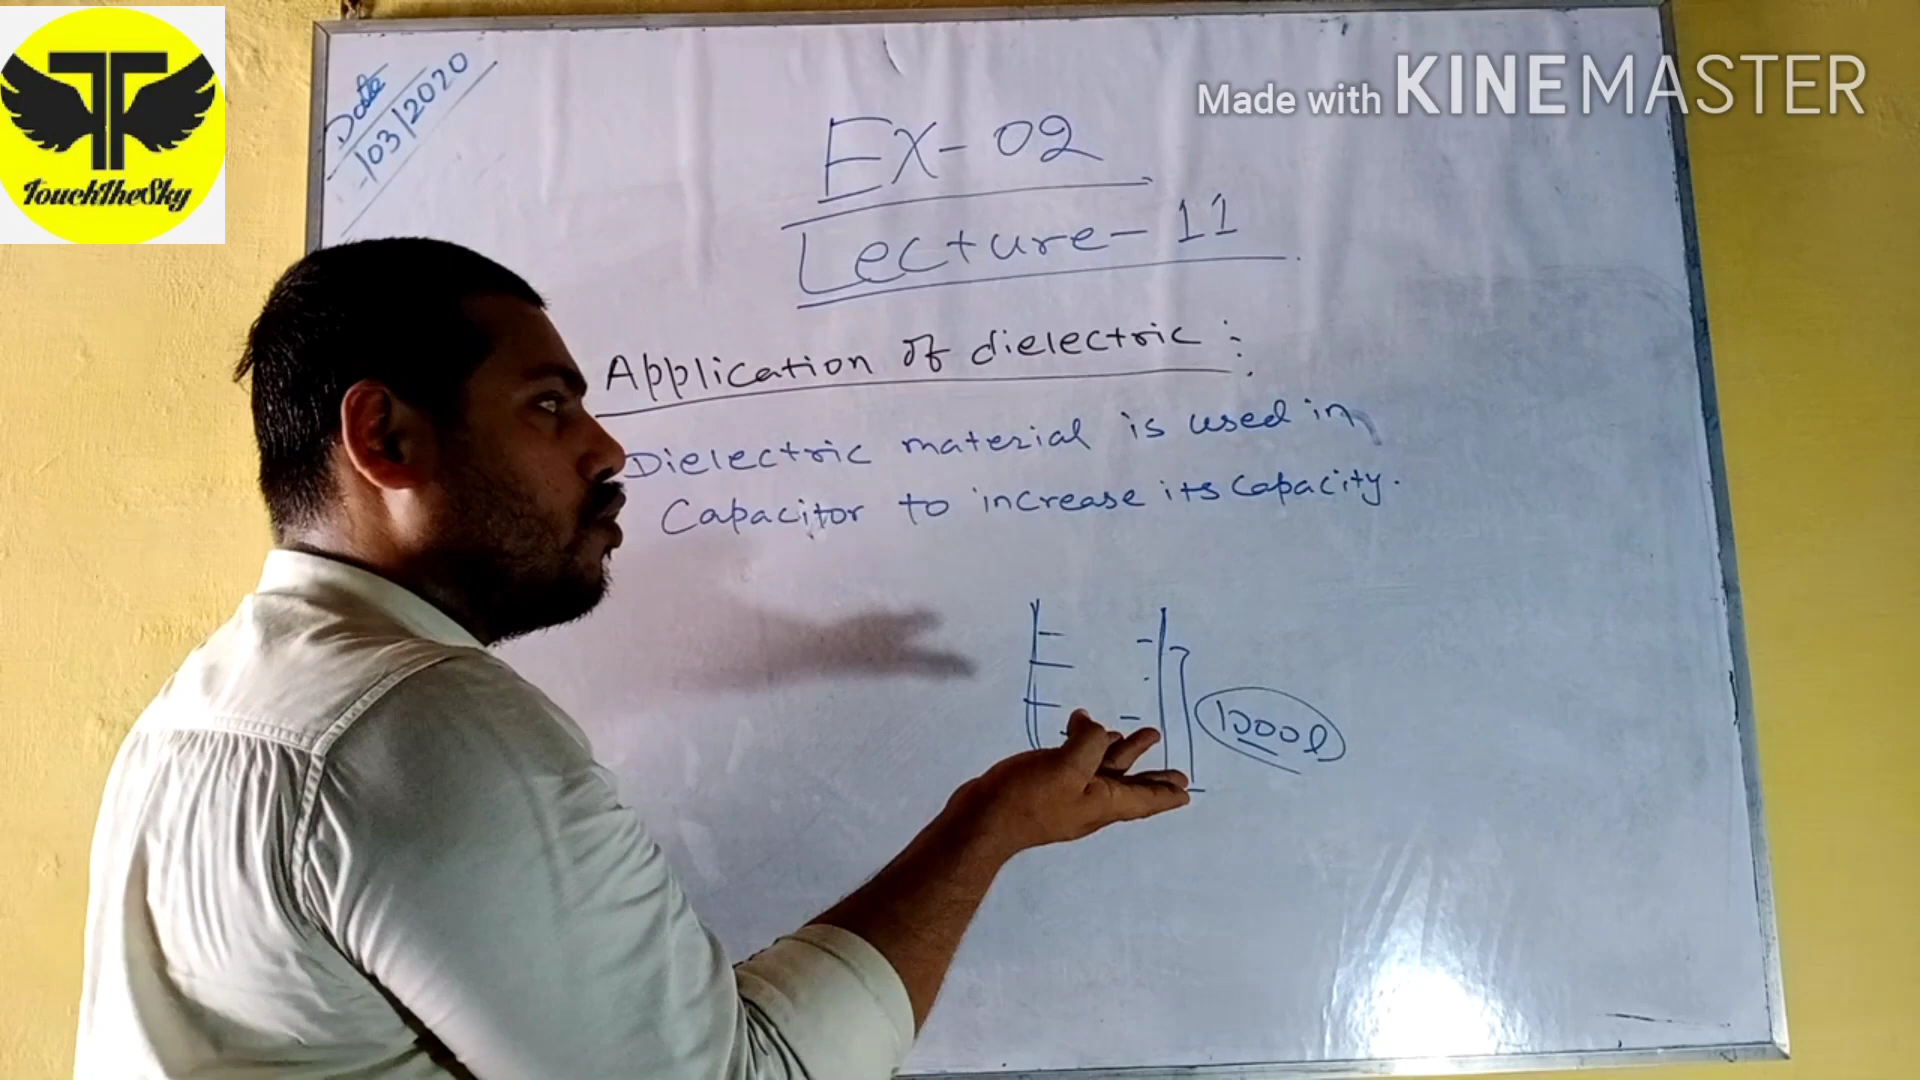 TouchTheSky
Made with KINEMASTER
Date
-/03/2020
Ex-02
Lecture-11
Application of dielectric:
Dielectric material is used in
Capacitor to increase its capacity.
1000l